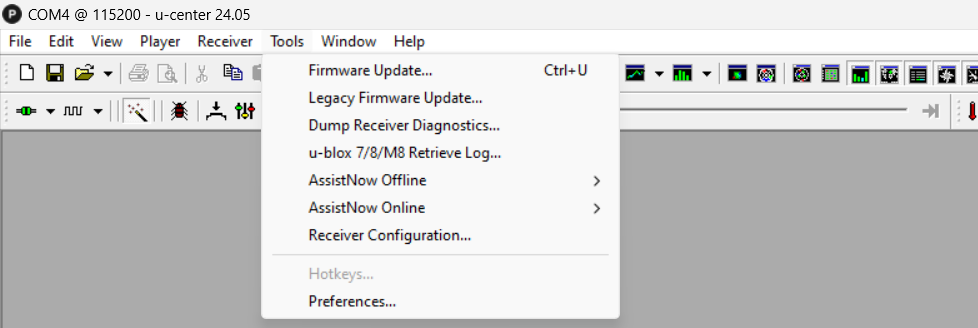 COM4 @ 115200 - u-center 24.05
File Edit View Player Receiver Tools Window Help
Firmware Update... Ctrl+U
Legacy Firmware Update...
Dump Receiver Diagnostics...
u-blox 7/8/M8 Retrieve Log...
AssistNow Offline
AssistNow Online
Receiver Configuration...
Hotkeys...
Preferences...